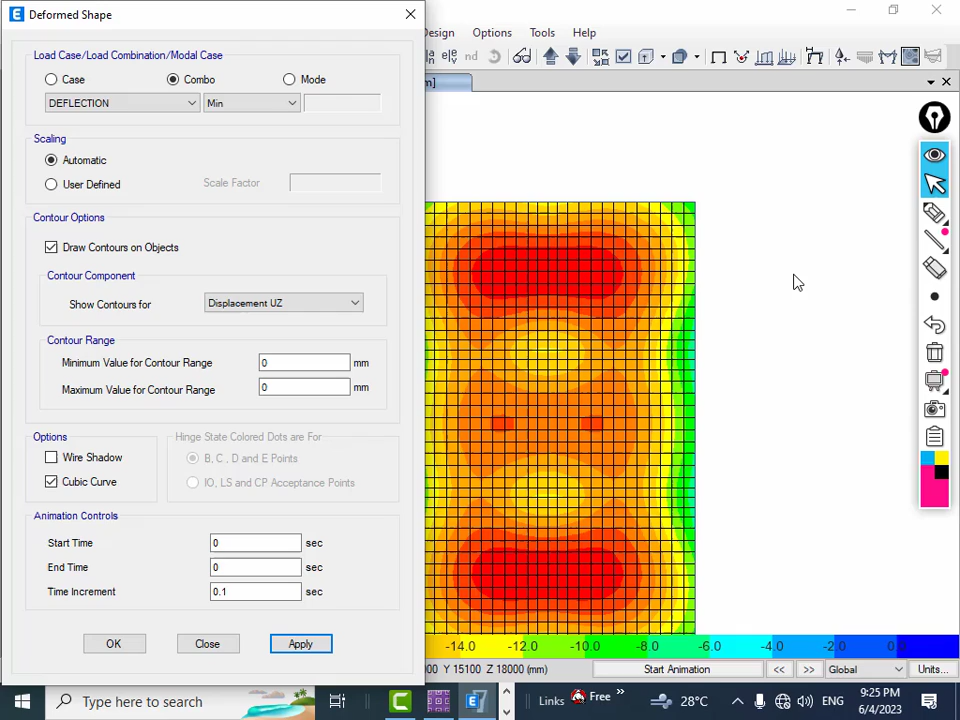 Deformed Shape
Load Case/Load Combination/Modal Case
Case
Combo
Mode
DEFLECTION
Min
Scaling
Automatic
User Defined
Scale Factor
Contour Options
Draw Contours on Objects
Contour Component
Show Contours for
Displacement UZ
Contour Range
Minimum Value for Contour Range
0
mm
Maximum Value for Contour Range
0
mm
Options
Wire Shadow
Cubic Curve
Hinge State Colored Dots are For
B, C, D and E Points
IO, LS and CP Acceptance Points
Animation Controls
Start Time
0
sec
End Time
0
sec
Time Increment
0.1
sec
OK
Close
Apply
esign Options Tools Help
nd
-14.0 -12.0 -10.0 -8.0 -6.0 -4.0 -2.0 0.0
00 Y 15100 Z 18000 (mm)
Start Animation
<<
>>
Global
Units...
Type here to search
Links
Free
»
28°C
ENG
9:25 PM
6/4/2023